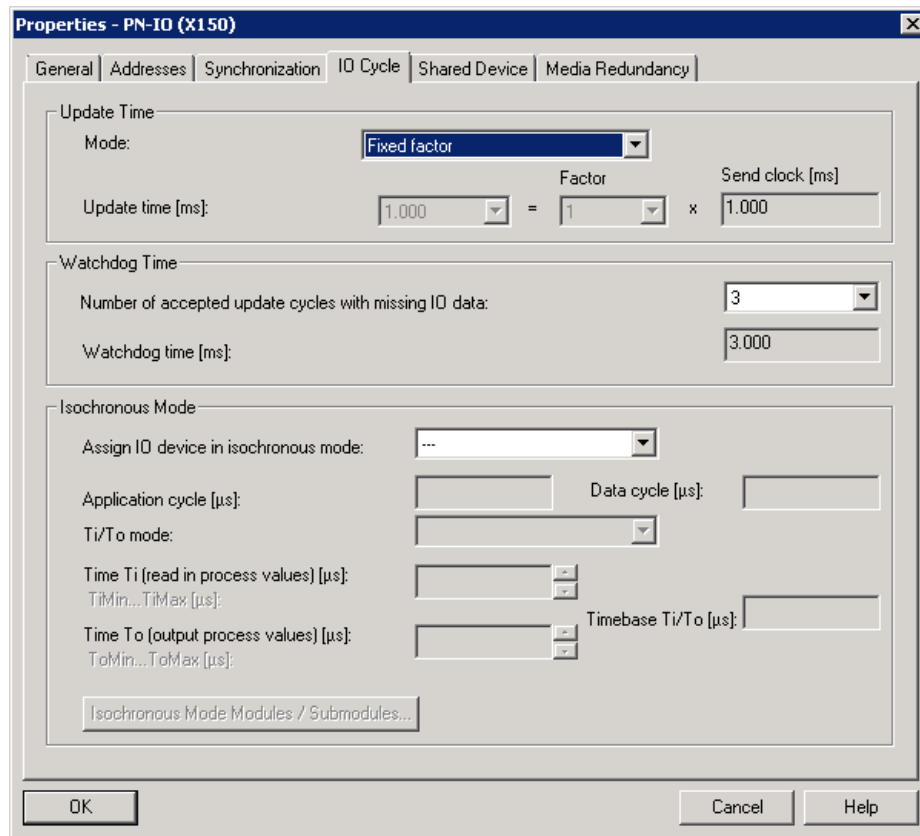 Properties - PN-IO (X150)
General Addresses Synchronization IO Cycle Shared Device Media Redundancy
Update Time
Mode: Fixed factor
Factor Send clock [ms]
Update time [ms]: 1.000 = 1 x 1.000
Watchdog Time
Number of accepted update cycles with missing IO data: 3
Watchdog time [ms]: 3.000
Isochronous Mode
Assign IO device in isochronous mode: ---
Application cycle [µs]: Data cycle [µs]:
Ti/To mode:
Time Ti (read in process values) [µs]:
TiMin...TiMax [µs]:
Timebase Ti/To [µs]:
Time To (output process values) [µs]:
ToMin...ToMax [µs]:
Isochronous Mode Modules / Submodules...
OK Cancel Help